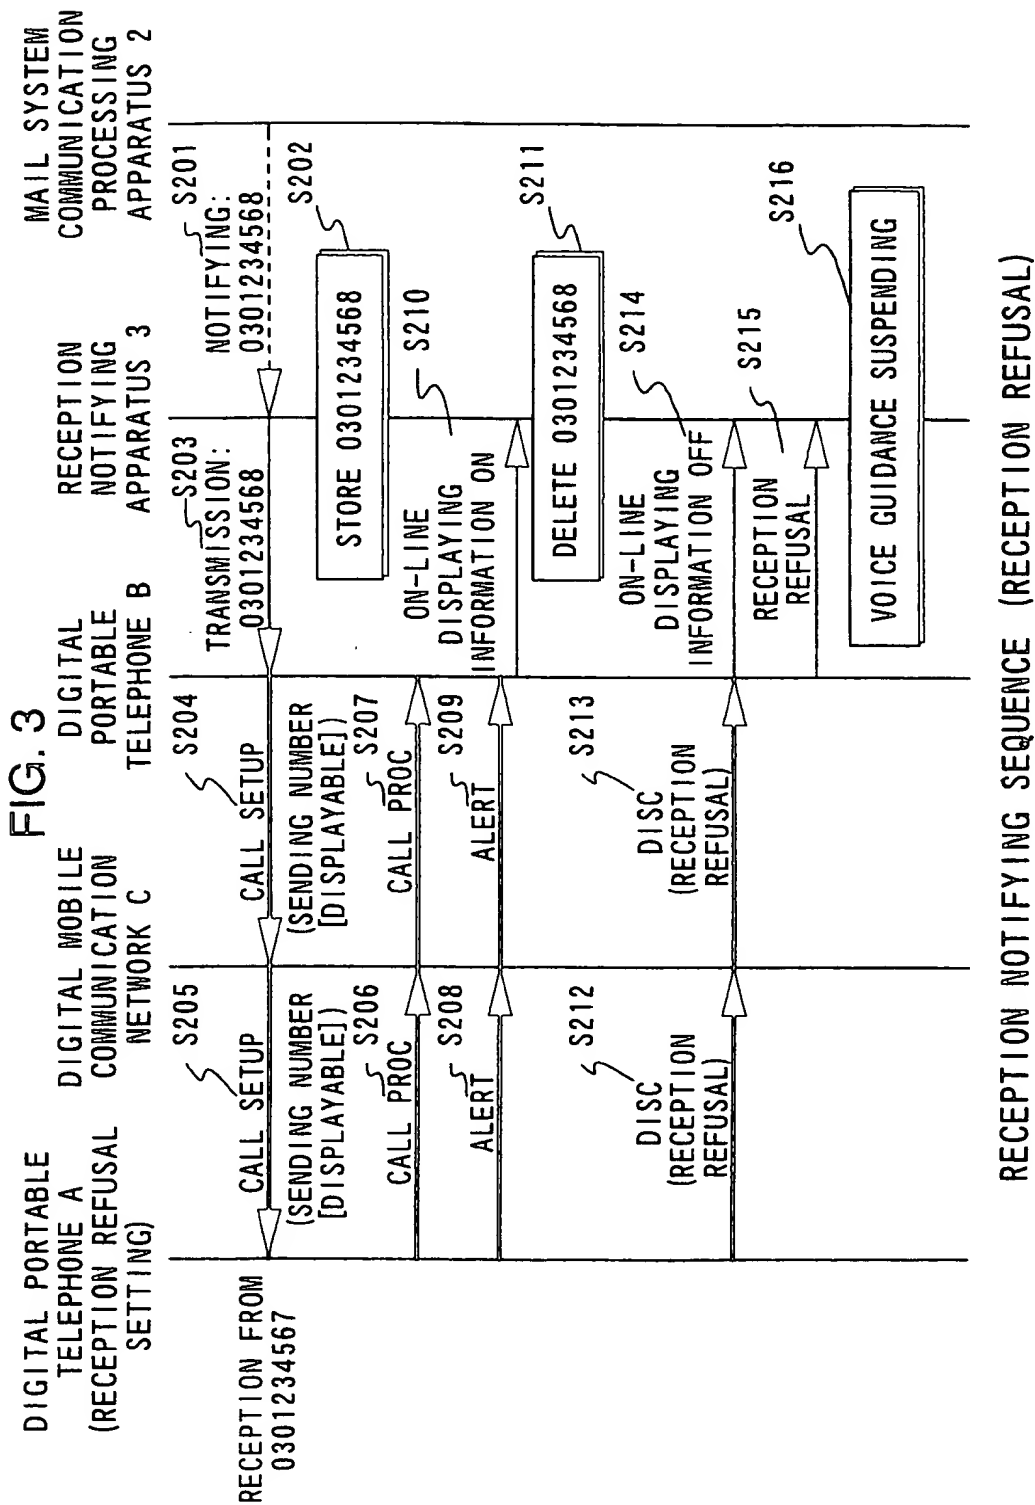 FIG. 3
DIGITAL PORTABLE
TELEPHONE A
(RECEPTION REFUSAL
SETTING)
DIGITAL MOBILE
COMMUNICATION
NETWORK C
DIGITAL
PORTABLE
TELEPHONE B
RECEPTION
NOTIFYING
APPARATUS 3
MAIL SYSTEM
COMMUNICATION
PROCESSING
APPARATUS 2
RECEPTION FROM
0301234567
S205
CALL SETUP
(SENDING NUMBER
[DISPLAYABLE])
S204
CALL SETUP
(SENDING NUMBER
[DISPLAYABLE])
S203
TRANSMISSION:
0301234568
S201
NOTIFYING:
0301234568
S202
STORE 0301234568
S206
CALL PROC
S207
CALL PROC
S208
ALERT
S209
ALERT
S210
ON-LINE
DISPLAYING
INFORMATION ON
S211
DELETE 0301234568
S212
DISC
(RECEPTION
REFUSAL)
S213
DISC
(RECEPTION
REFUSAL)
S214
ON-LINE
DISPLAYING
INFORMATION OFF
S215
RECEPTION
REFUSAL
S216
VOICE GUIDANCE SUSPENDING
RECEPTION NOTIFYING SEQUENCE (RECEPTION REFUSAL)